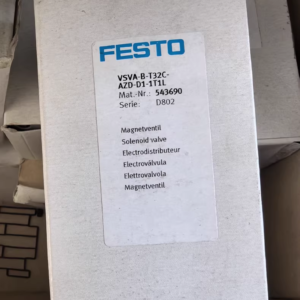 FESTO
VSVA-B-T32C-
AZD-D1-1T1L
Mat.-Nr.: 543690
Serie: D802
Magnetventil
Solenoid valve
Electrodistributeur
Electroválvula
Elettrovalvola
Magnetventil